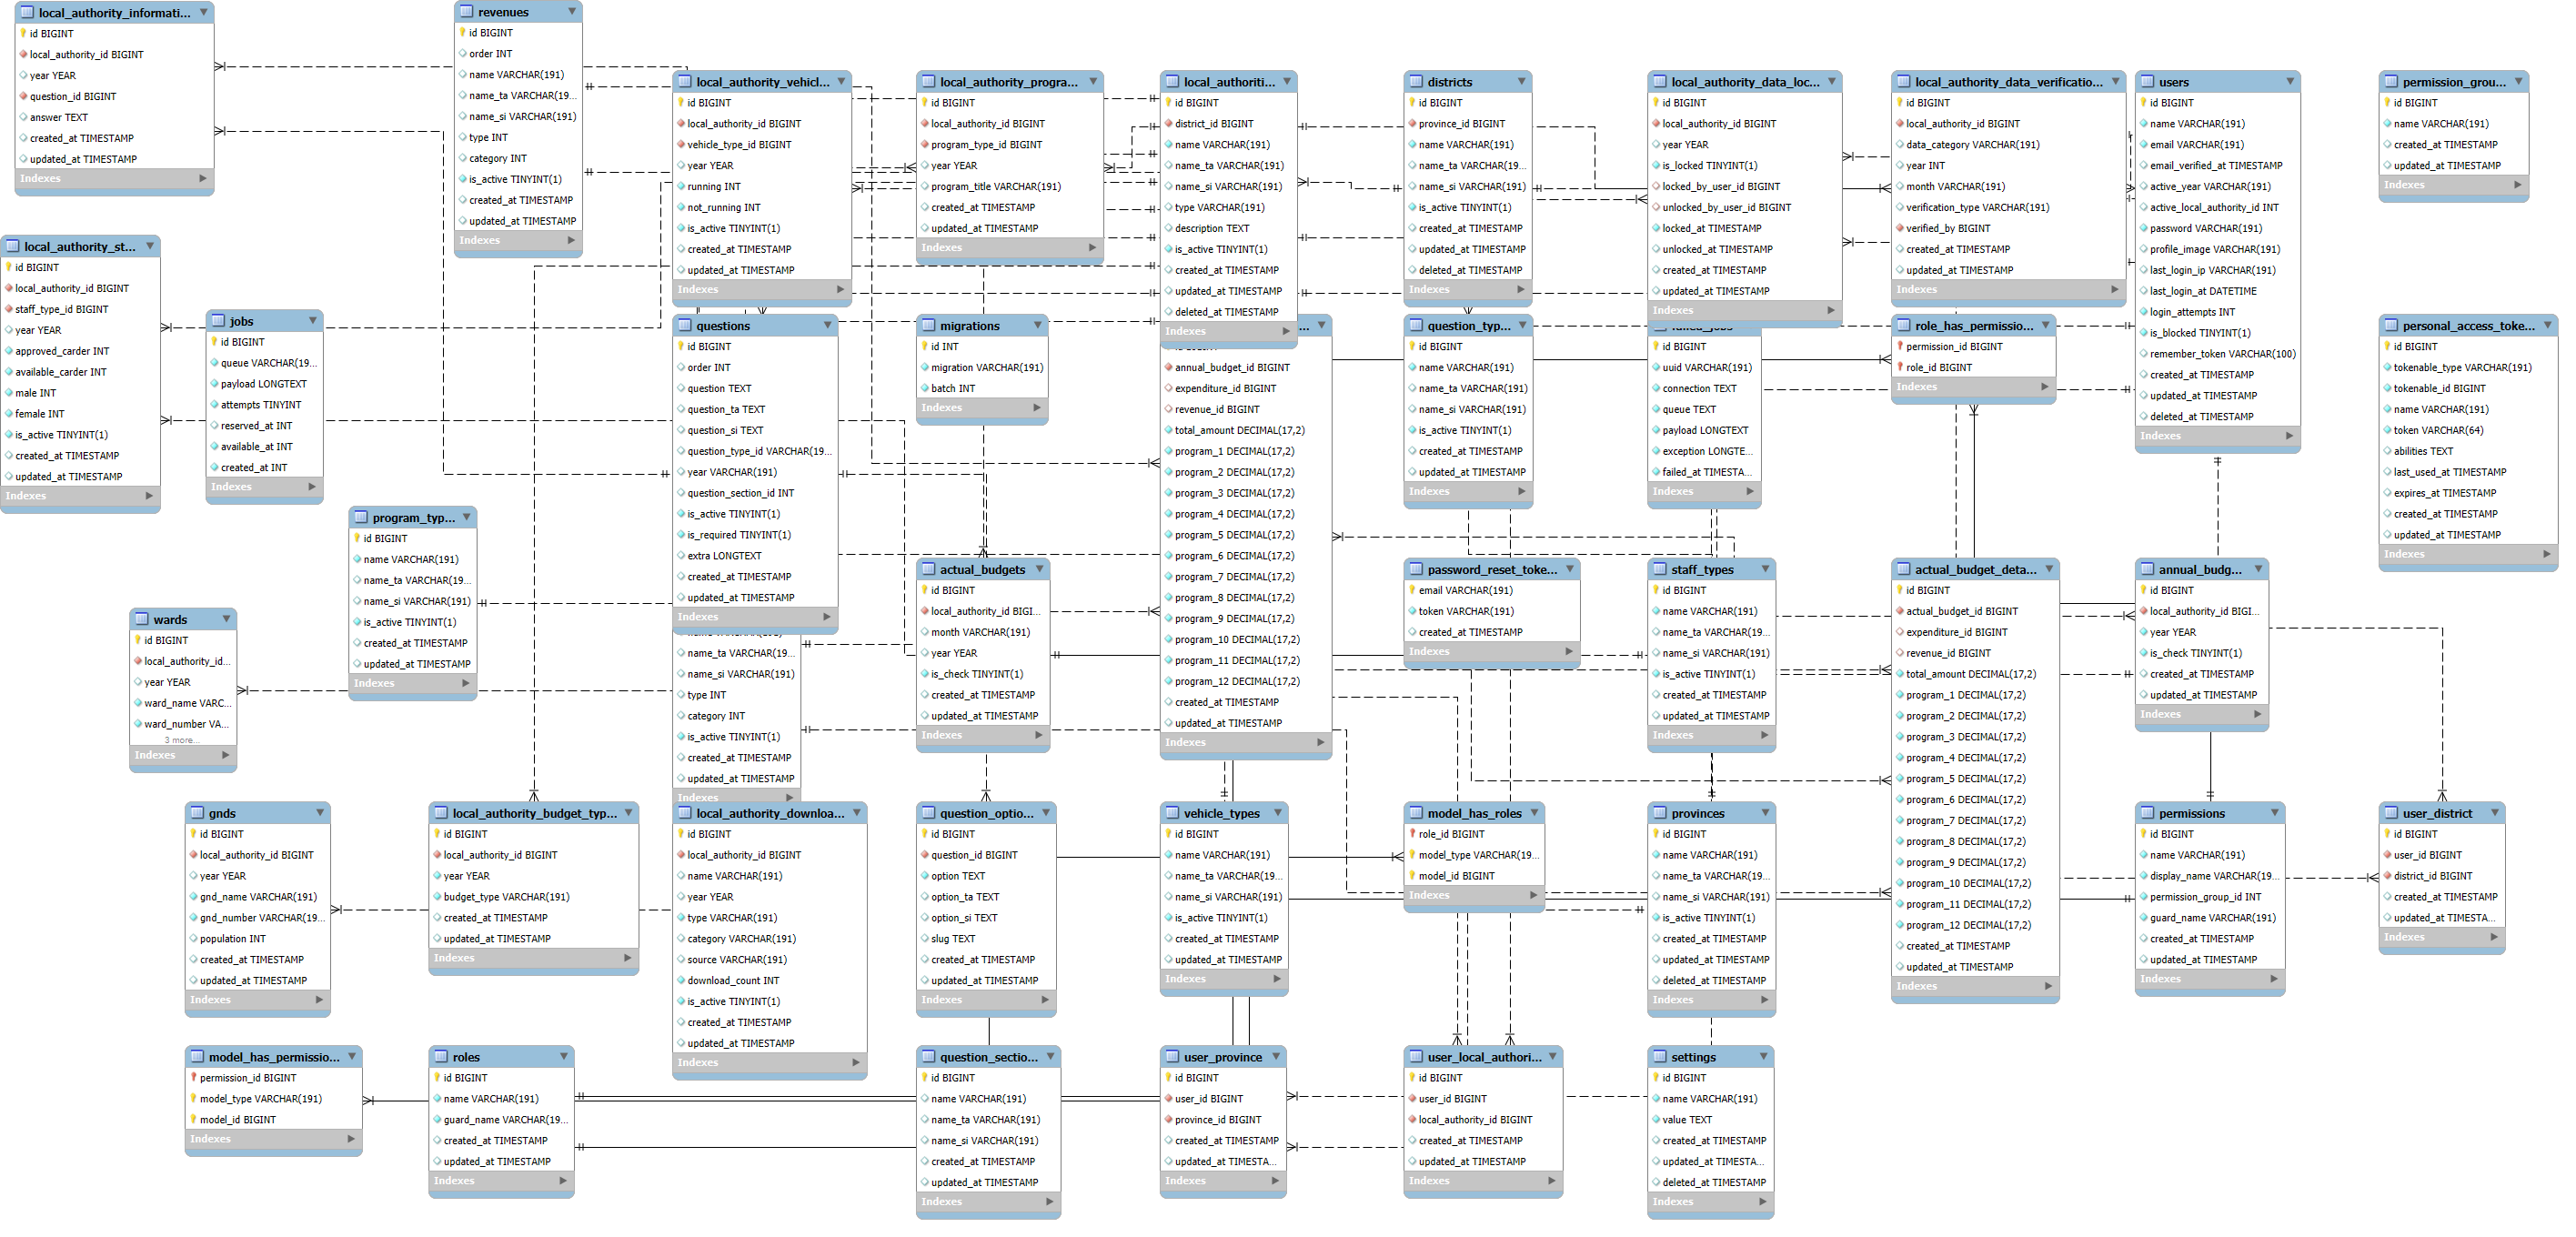 local_authority_informati...
id BIGINT
local_authority_id BIGINT
year YEAR
question_id BIGINT
answer TEXT
created_at TIMESTAMP
updated_at TIMESTAMP
Indexes
revenues
id BIGINT
order INT
name VARCHAR(191)
name_ta VARCHAR(19...
name_si VARCHAR(191)
type INT
category INT
is_active TINYINT(1)
created_at TIMESTAMP
updated_at TIMESTAMP
Indexes
local_authority_vehicl...
id BIGINT
local_authority_id BIGINT
vehicle_type_id BIGINT
year YEAR
running INT
not_running INT
is_active TINYINT(1)
created_at TIMESTAMP
updated_at TIMESTAMP
Indexes
local_authority_progra...
id BIGINT
local_authority_id BIGINT
program_type_id BIGINT
year YEAR
program_title VARCHAR(191)
created_at TIMESTAMP
updated_at TIMESTAMP
Indexes
local_authoriti...
id BIGINT
district_id BIGINT
name VARCHAR(191)
name_ta VARCHAR(191)
name_si VARCHAR(191)
type VARCHAR(191)
description TEXT
is_active TINYINT(1)
created_at TIMESTAMP
updated_at TIMESTAMP
deleted_at TIMESTAMP
Indexes
districts
id BIGINT
province_id BIGINT
name VARCHAR(191)
name_ta VARCHAR(19...
name_si VARCHAR(191)
is_active TINYINT(1)
created_at TIMESTAMP
updated_at TIMESTAMP
deleted_at TIMESTAMP
Indexes
local_authority_data_loc...
id BIGINT
local_authority_id BIGINT
year YEAR
is_locked TINYINT(1)
locked_by_user_id BIGINT
unlocked_by_user_id BIGINT
locked_at TIMESTAMP
unlocked_at TIMESTAMP
created_at TIMESTAMP
updated_at TIMESTAMP
Indexes
local_authority_data_verificatio...
id BIGINT
local_authority_id BIGINT
data_category VARCHAR(191)
year INT
month VARCHAR(191)
verification_type VARCHAR(191)
verified_by BIGINT
created_at TIMESTAMP
updated_at TIMESTAMP
Indexes
users
id BIGINT
name VARCHAR(191)
email VARCHAR(191)
email_verified_at TIMESTAMP
active_year VARCHAR(191)
active_local_authority_id INT
password VARCHAR(191)
profile_image VARCHAR(191)
last_login_ip VARCHAR(191)
last_login_at DATETIME
login_attempts INT
is_blocked TINYINT(1)
remember_token VARCHAR(100)
created_at TIMESTAMP
updated_at TIMESTAMP
deleted_at TIMESTAMP
Indexes
permission_grou...
id BIGINT
name VARCHAR(191)
created_at TIMESTAMP
updated_at TIMESTAMP
Indexes
local_authority_st...
id BIGINT
local_authority_id BIGINT
staff_type_id BIGINT
year YEAR
approved_carder INT
available_carder INT
male INT
female INT
is_active TINYINT(1)
created_at TIMESTAMP
updated_at TIMESTAMP
Indexes
jobs
id BIGINT
queue VARCHAR(19...
payload LONGTEXT
attempts TINYINT
reserved_at INT
available_at INT
created_at INT
Indexes
questions
id BIGINT
order INT
question TEXT
question_ta TEXT
question_si TEXT
question_type_id VARCHAR(19...
year VARCHAR(191)
question_section_id INT
is_active TINYINT(1)
is_required TINYINT(1)
extra LONGTEXT
created_at TIMESTAMP
updated_at TIMESTAMP
Indexes
migrations
id INT
migration VARCHAR(191)
batch INT
Indexes
...
annual_budget_id BIGINT
expenditure_id BIGINT
revenue_id BIGINT
total_amount DECIMAL(17,2)
program_1 DECIMAL(17,2)
program_2 DECIMAL(17,2)
program_3 DECIMAL(17,2)
program_4 DECIMAL(17,2)
program_5 DECIMAL(17,2)
program_6 DECIMAL(17,2)
program_7 DECIMAL(17,2)
program_8 DECIMAL(17,2)
program_9 DECIMAL(17,2)
program_10 DECIMAL(17,2)
program_11 DECIMAL(17,2)
program_12 DECIMAL(17,2)
created_at TIMESTAMP
updated_at TIMESTAMP
Indexes
question_typ...
id BIGINT
name VARCHAR(191)
name_ta VARCHAR(191)
name_si VARCHAR(191)
is_active TINYINT(1)
created_at TIMESTAMP
updated_at TIMESTAMP
Indexes
failed_jobs
id BIGINT
uuid VARCHAR(191)
connection TEXT
queue TEXT
payload LONGTEXT
exception LONGTE...
failed_at TIMESTA...
Indexes
role_has_permissio...
permission_id BIGINT
role_id BIGINT
Indexes
personal_access_toke...
id BIGINT
tokenable_type VARCHAR(191)
tokenable_id BIGINT
name VARCHAR(191)
token VARCHAR(64)
abilities TEXT
last_used_at TIMESTAMP
expires_at TIMESTAMP
created_at TIMESTAMP
updated_at TIMESTAMP
Indexes
program_typ...
id BIGINT
name VARCHAR(191)
name_ta VARCHAR(19...
name_si VARCHAR(191)
is_active TINYINT(1)
created_at TIMESTAMP
updated_at TIMESTAMP
Indexes
wards
id BIGINT
local_authority_id...
year YEAR
ward_name VARC...
ward_number VA...
3 more...
Indexes
name_ta VARCHAR(19...
name_si VARCHAR(191)
type INT
category INT
is_active TINYINT(1)
created_at TIMESTAMP
updated_at TIMESTAMP
Indexes
actual_budgets
id BIGINT
local_authority_id BIGI...
month VARCHAR(191)
year YEAR
is_check TINYINT(1)
created_at TIMESTAMP
updated_at TIMESTAMP
Indexes
password_reset_toke...
email VARCHAR(191)
token VARCHAR(191)
created_at TIMESTAMP
Indexes
staff_types
id BIGINT
name VARCHAR(191)
name_ta VARCHAR(19...
name_si VARCHAR(191)
is_active TINYINT(1)
created_at TIMESTAMP
updated_at TIMESTAMP
Indexes
actual_budget_deta...
id BIGINT
actual_budget_id BIGINT
expenditure_id BIGINT
revenue_id BIGINT
total_amount DECIMAL(17,2)
program_1 DECIMAL(17,2)
program_2 DECIMAL(17,2)
program_3 DECIMAL(17,2)
program_4 DECIMAL(17,2)
program_5 DECIMAL(17,2)
program_6 DECIMAL(17,2)
program_7 DECIMAL(17,2)
program_8 DECIMAL(17,2)
program_9 DECIMAL(17,2)
program_10 DECIMAL(17,2)
program_11 DECIMAL(17,2)
program_12 DECIMAL(17,2)
created_at TIMESTAMP
updated_at TIMESTAMP
Indexes
annual_budg...
id BIGINT
local_authority_id BIGI...
year YEAR
is_check TINYINT(1)
created_at TIMESTAMP
updated_at TIMESTAMP
Indexes
gnds
id BIGINT
local_authority_id BIGINT
year YEAR
gnd_name VARCHAR(191)
gnd_number VARCHAR(19...
population INT
created_at TIMESTAMP
updated_at TIMESTAMP
Indexes
local_authority_budget_typ...
id BIGINT
local_authority_id BIGINT
year YEAR
budget_type VARCHAR(191)
created_at TIMESTAMP
updated_at TIMESTAMP
Indexes
local_authority_downloa...
id BIGINT
local_authority_id BIGINT
name VARCHAR(191)
year YEAR
type VARCHAR(191)
category VARCHAR(191)
source VARCHAR(191)
download_count INT
is_active TINYINT(1)
created_at TIMESTAMP
updated_at TIMESTAMP
Indexes
question_optio...
id BIGINT
question_id BIGINT
option TEXT
option_ta TEXT
option_si TEXT
slug TEXT
created_at TIMESTAMP
updated_at TIMESTAMP
Indexes
vehicle_types
id BIGINT
name VARCHAR(191)
name_ta VARCHAR(19...
name_si VARCHAR(191)
is_active TINYINT(1)
created_at TIMESTAMP
updated_at TIMESTAMP
Indexes
model_has_roles
role_id BIGINT
model_type VARCHAR(19...
model_id BIGINT
Indexes
provinces
id BIGINT
name VARCHAR(191)
name_ta VARCHAR(19...
name_si VARCHAR(191)
is_active TINYINT(1)
created_at TIMESTAMP
updated_at TIMESTAMP
deleted_at TIMESTAMP
Indexes
permissions
id BIGINT
name VARCHAR(191)
display_name VARCHAR(19...
permission_group_id INT
guard_name VARCHAR(191)
created_at TIMESTAMP
updated_at TIMESTAMP
Indexes
user_district
id BIGINT
user_id BIGINT
district_id BIGINT
created_at TIMESTAMP
updated_at TIMESTA...
Indexes
model_has_permissio...
permission_id BIGINT
model_type VARCHAR(191)
model_id BIGINT
Indexes
roles
id BIGINT
name VARCHAR(191)
guard_name VARCHAR(19...
created_at TIMESTAMP
updated_at TIMESTAMP
Indexes
question_sectio...
id BIGINT
name VARCHAR(191)
name_ta VARCHAR(191)
name_si VARCHAR(191)
created_at TIMESTAMP
updated_at TIMESTAMP
Indexes
user_province
id BIGINT
user_id BIGINT
province_id BIGINT
created_at TIMESTAMP
updated_at TIMESTA...
Indexes
user_local_authori...
id BIGINT
user_id BIGINT
local_authority_id BIGINT
created_at TIMESTAMP
updated_at TIMESTAMP
Indexes
settings
id BIGINT
name VARCHAR(191)
value TEXT
created_at TIMESTAMP
updated_at TIMESTA...
deleted_at TIMESTAMP
Indexes